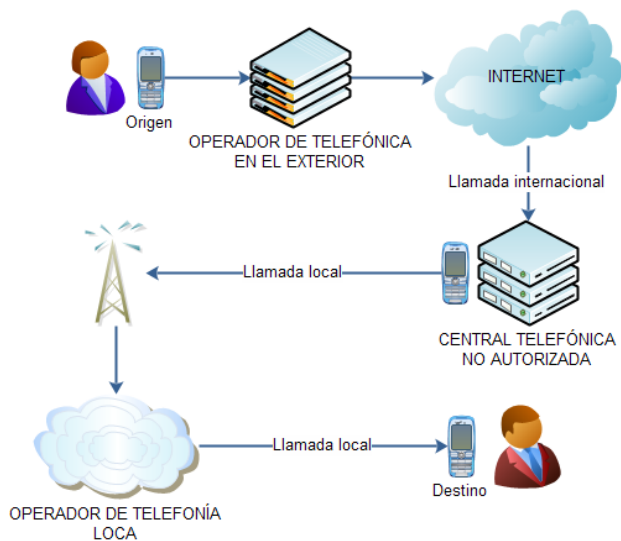 Origen
OPERADOR DE TELEFÓNICA
EN EL EXTERIOR
INTERNET
Llamada internacional
Llamada local
CENTRAL TELEFÓNICA
NO AUTORIZADA
Llamada local
Destino
OPERADOR DE TELEFONÍA
LOCA